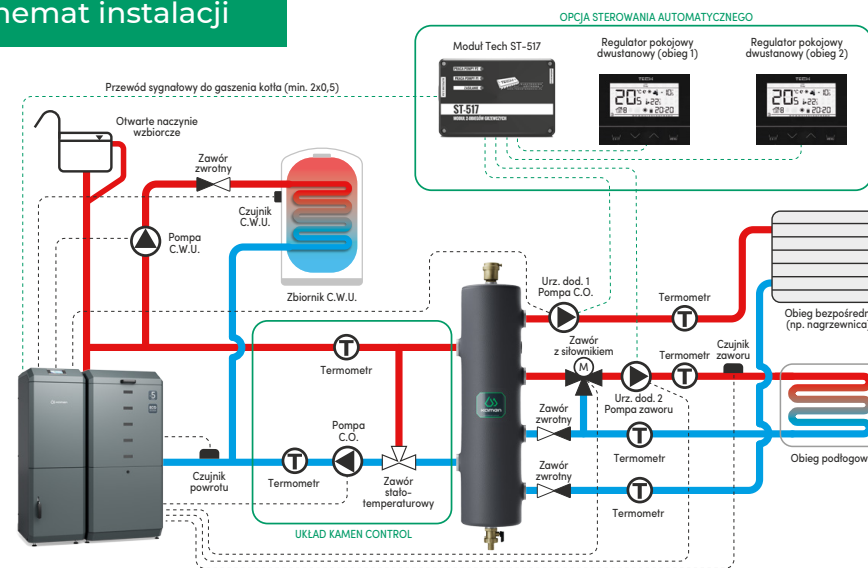 hemat instalacji
OPCJA STEROWANIA AUTOMATYCZNEGO
Moduł Tech ST-517
Regulator pokojowy
dwustanowy (obieg 1)
Regulator pokojowy
dwustanowy (obieg 2)
Przewód sygnałowy do gaszenia kotła (min. 2x0,5)
ST-517
TECH
TECH
Otwarte naczynie
wzbiorcze
Zawór
zwrotny
Czujnik
C.W.U.
Pompa
C.W.U.
Zbiornik C.W.U.
Urz. dod. 1
Pompa C.O.
Termometr
Obieg bezpośredn
(np. nagrzewnica)
T
T
Termometr
Zawór
z siłownikiem
M
Termometr
Czujnik
zaworu
T
Urz. dod. 2
Pompa zaworu
kamen
Zawór
zwrotny
T
Termometr
Obieg podłogow
Pompa
C.O.
T
Czujnik
powrotu
Termometr
Zawór
stało-
temperaturowy
Zawór
zwrotny
T
Termometr
UKŁAD KAMEN CONTROL